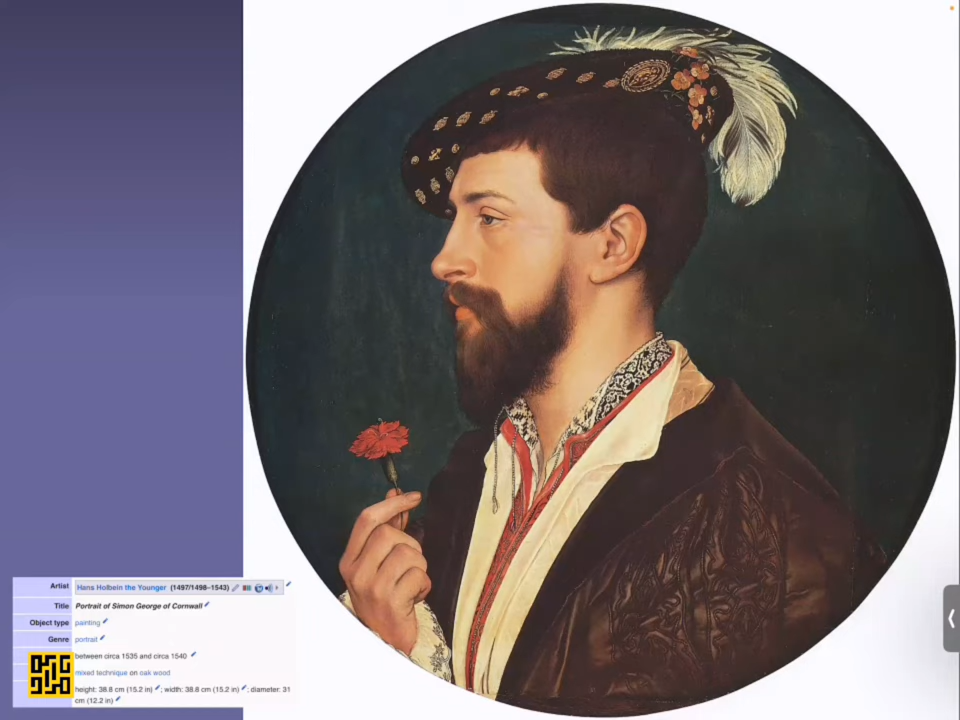 Artist Hans Holbein the Younger (1497/1498–1543)
Title Portrait of Simon George of Cornwall
Object type painting
Genre portrait
between circa 1535 and circa 1540
mixed technique on oak wood
height: 38.8 cm (15.2 in) ; width: 38.8 cm (15.2 in) ; diameter: 31
cm (12.2 in)